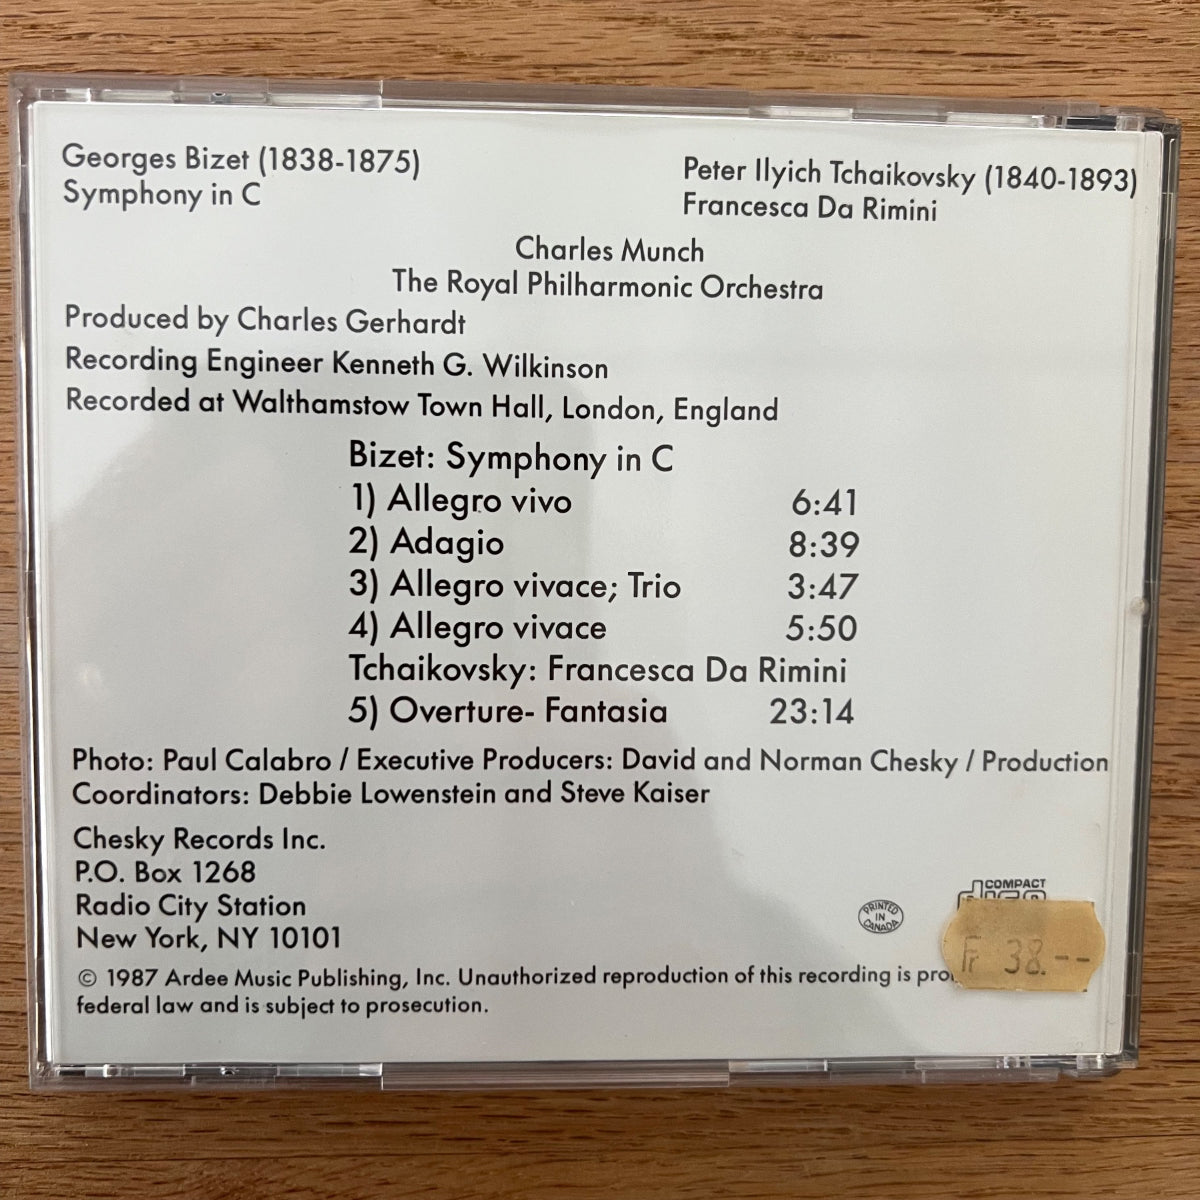 Georges Bizet (1838-1875)
Symphony in C
Peter Ilyich Tchaikovsky (1840-1893)
Francesca Da Rimini
Charles Munch
The Royal Philharmonic Orchestra
Produced by Charles Gerhardt
Recording Engineer Kenneth G. Wilkinson
Recorded at Walthamstow Town Hall, London, England
Bizet: Symphony in C
1) Allegro vivo 6:41
2) Adagio 8:39
3) Allegro vivace; Trio 3:47
4) Allegro vivace 5:50
Tchaikovsky: Francesca Da Rimini
5) Overture- Fantasia 23:14
Photo: Paul Calabro / Executive Producers: David and Norman Chesky / Production
Coordinators: Debbie Lowenstein and Steve Kaiser
Chesky Records Inc.
P.O. Box 1268
Radio City Station
New York, NY 10101
PRINTED
IN
CANADA
COMPACT
Fr 38.--
© 1987 Ardee Music Publishing, Inc. Unauthorized reproduction of this recording is
federal law and is subject to prosecution.